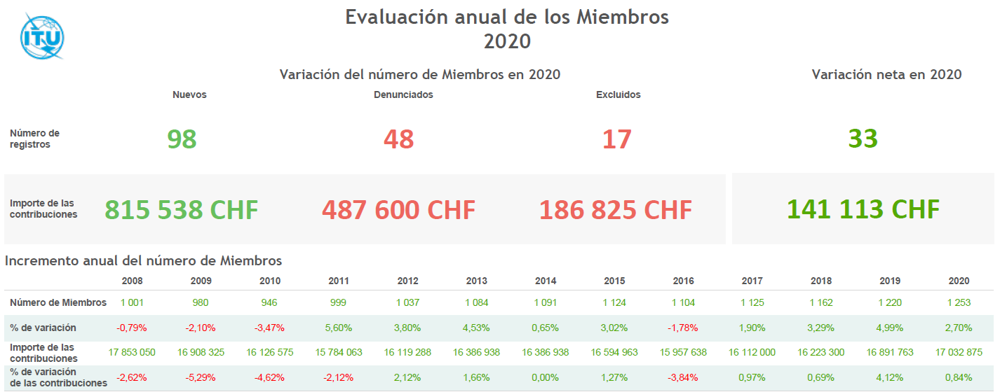 ITU
Evaluación anual de los Miembros
2020
Variación del número de Miembros en 2020
Variación neta en 2020
Nuevos Denunciados Excluidos
Número de
registros
98 48 17 33
Importe de las
contribuciones
815 538 CHF 487 600 CHF 186 825 CHF 141 113 CHF
Incremento anual del número de Miembros
2008 2009 2010 2011 2012 2013 2014 2015 2016 2017 2018 2019 2020
Número de Miembros 1 001 980 946 999 1 037 1 084 1 091 1 124 1 104 1 125 1 162 1 220 1 253
% de variación -0,79% -2,10% -3,47% 5,60% 3,80% 4,53% 0,65% 3,02% -1,78% 1,90% 3,29% 4,99% 2,70%
Importe de las
contribuciones
17 853 050 16 908 325 16 126 575 15 784 063 16 119 288 16 386 938 16 386 938 16 594 963 15 957 638 16 112 000 16 223 300 16 891 763 17 032 875
% de variación
de las contribuciones
-2,62% -5,29% -4,62% -2,12% 2,12% 1,66% 0,00% 1,27% -3,84% 0,97% 0,69% 4,12% 0,84%